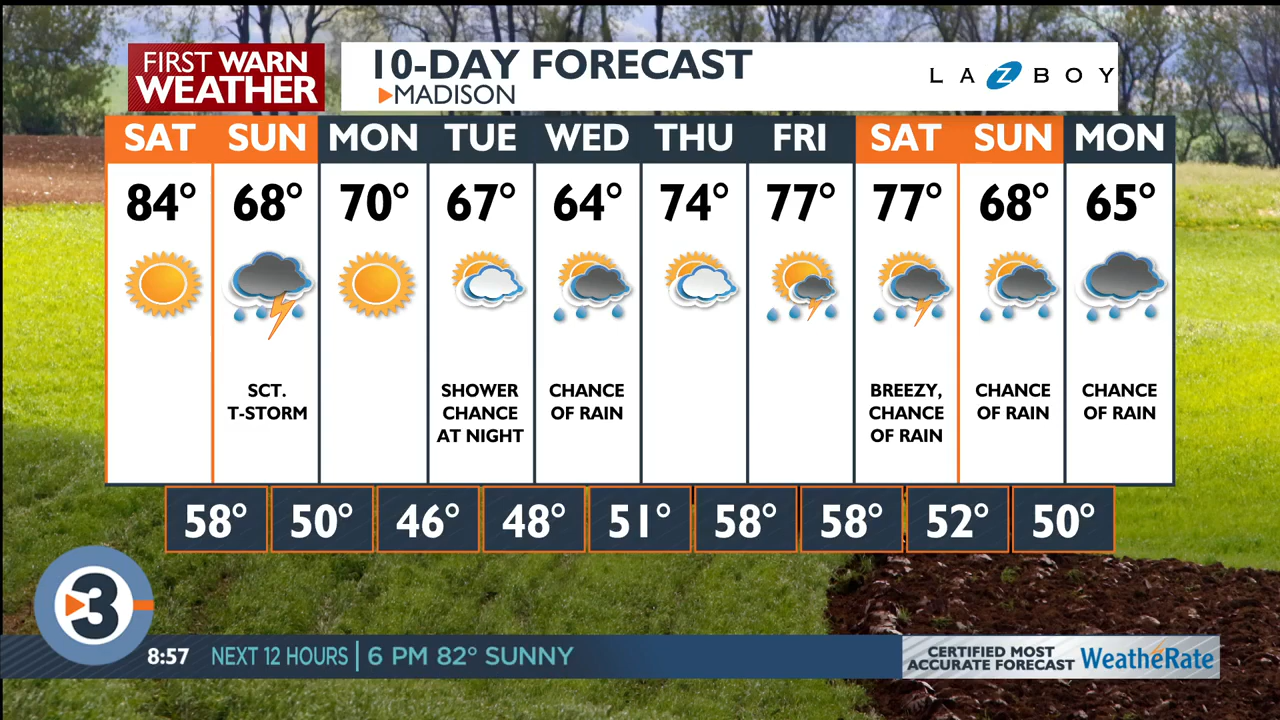 FIRST WARN
WEATHER
10-DAY FORECAST
MADISON
LA Z BOY
SAT SUN MON TUE WED THU FRI SAT SUN MON
84° 68° 70° 67° 64° 74° 77° 77° 68° 65°
SCT.
T-STORM
SHOWER
CHANCE
AT NIGHT
CHANCE
OF RAIN
BREEZY,
CHANCE
OF RAIN
CHANCE
OF RAIN
CHANCE
OF RAIN
58° 50° 46° 48° 51° 58° 58° 52° 50°
3
8:57 NEXT 12 HOURS | 6 PM 82° SUNNY
CERTIFIED MOST
ACCURATE FORECAST
WeatheRate